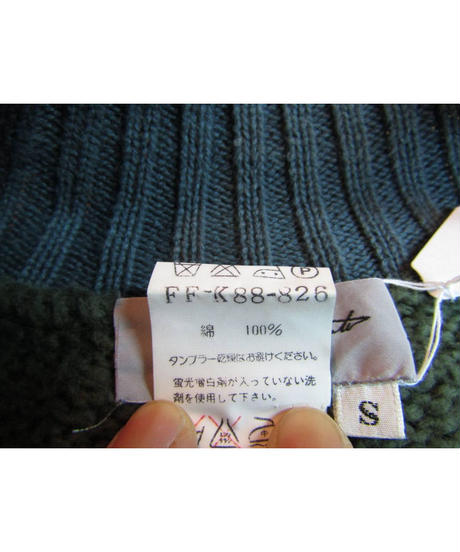 FF-K88-826
綿 100%
タンブラー乾燥はお避けください。
蛍光増白剤が入っていない洗
剤を使用して下さい。
S